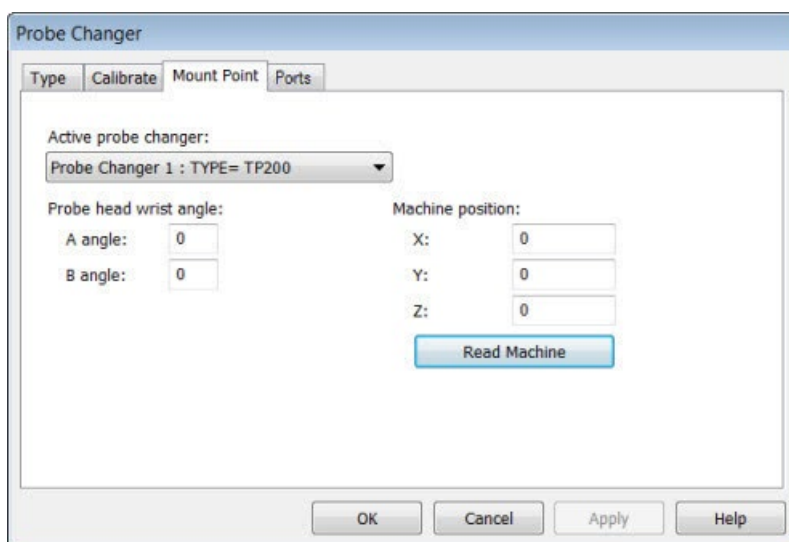 Probe Changer
Type Calibrate Mount Point Ports
Active probe changer:
Probe Changer 1 : TYPE= TP200
Probe head wrist angle: Machine position:
A angle: 0 X: 0
B angle: 0 Y: 0
Z: 0
Read Machine
OK Cancel Apply Help